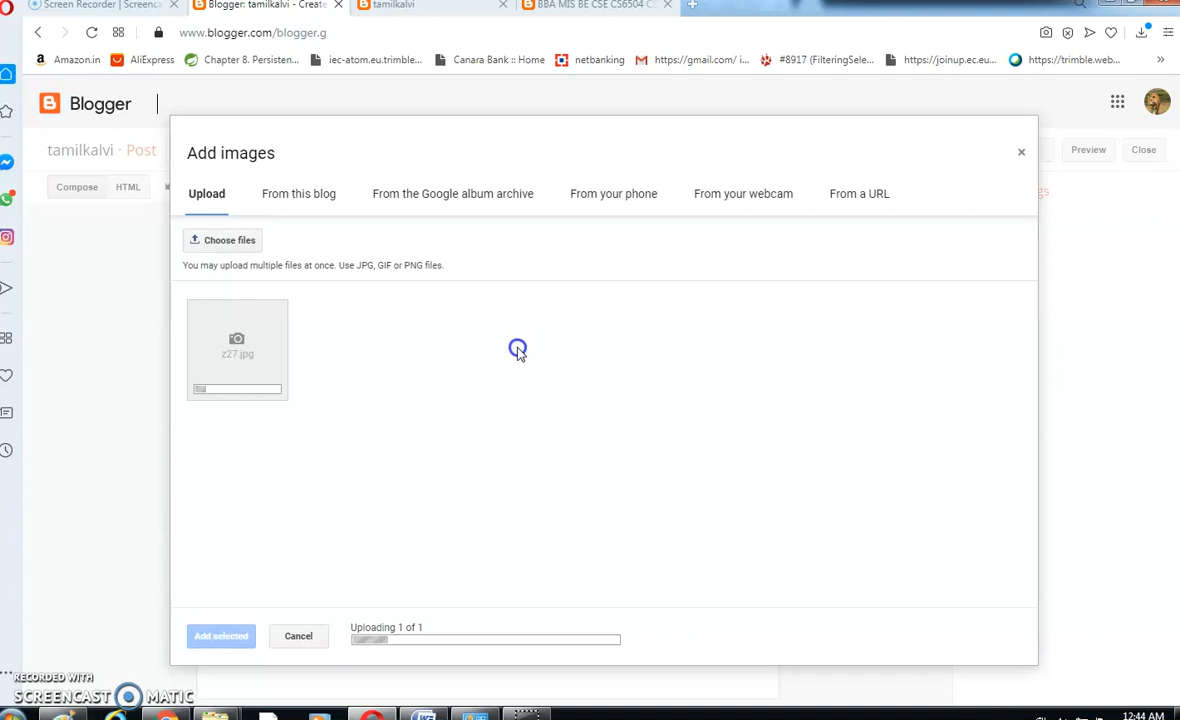 Screen Recorder | Screenca
Blogger: tamilkalvi - Create
tamilkalvi
BBA MIS BE CSE CS6504 C
www.blogger.com/blogger.g
Amazon.in
AliExpress
Chapter 8. Persisten...
iec-atom.eu.trimble...
Canara Bank :: Home
netbanking
https://gmail.com/ i...
#8917 (FilteringSele...
https://joinup.ec.eu...
https://trimble.web...
Blogger
tamilkalvi · Post
Preview
Close
Compose
HTML
Add images
×
Upload
From this blog
From the Google album archive
From your phone
From your webcam
From a URL
Choose files
You may upload multiple files at once. Use JPG, GIF or PNG files.
z27.jpg
Add selected
Cancel
Uploading 1 of 1
RECORDED WITH
SCREENCAST MATIC
12:44 AM